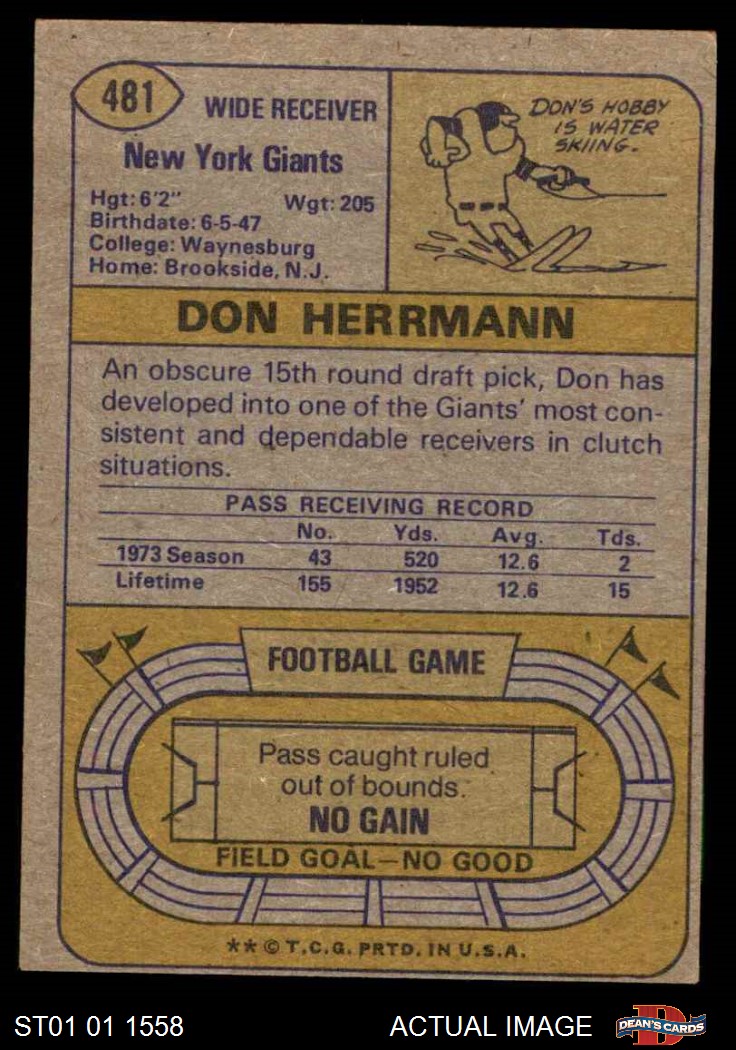 481
WIDE RECEIVER
New York Giants
Hgt: 6'2" Wgt: 205
Birthdate: 6-5-47
College: Waynesburg
Home: Brookside, N.J.
DON'S HOBBY
IS WATER
SKIING.
DON HERRMANN
An obscure 15th round draft pick, Don has
developed into one of the Giants' most con-
sistent and dependable receivers in clutch
situations.
PASS RECEIVING RECORD
No. Yds. Avg. Tds.
1973 Season 43 520 12.6 2
Lifetime 155 1952 12.6 15
FOOTBALL GAME
Pass caught ruled
out of bounds.
NO GAIN
FIELD GOAL—NO GOOD
** © T.C.G. PRTD. IN U.S.A.
ST01 01 1558 ACTUAL IMAGE
D
DEAN'S CARDS